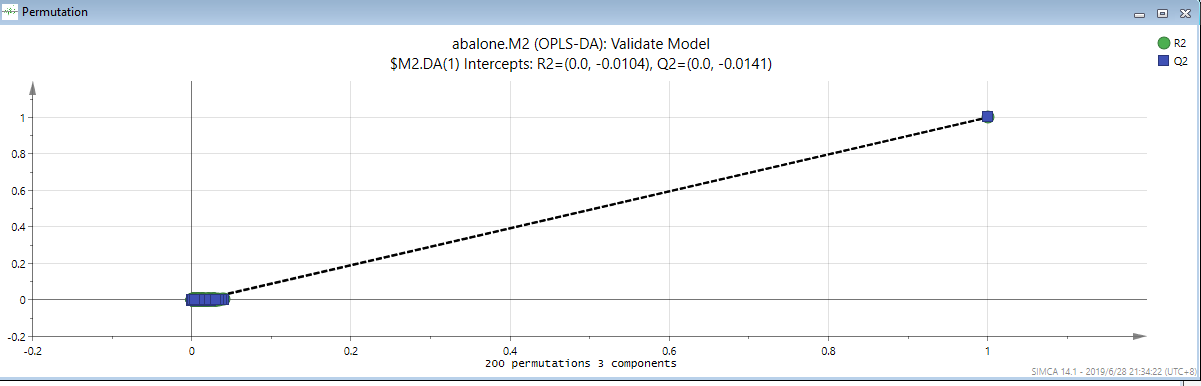 Permutation
abalone.M2 (OPLS-DA): Validate Model
$M2.DA(1) Intercepts: R2=(0.0, -0.0104), Q2=(0.0, -0.0141)
R2
Q2
1
0.8
0.6
0.4
0.2
0
-0.2
-0.2
0
0.2
0.4
0.6
0.8
1
200 permutations 3 components
SIMCA 14.1 - 2019/6/28 21:34:22 (UTC+8)